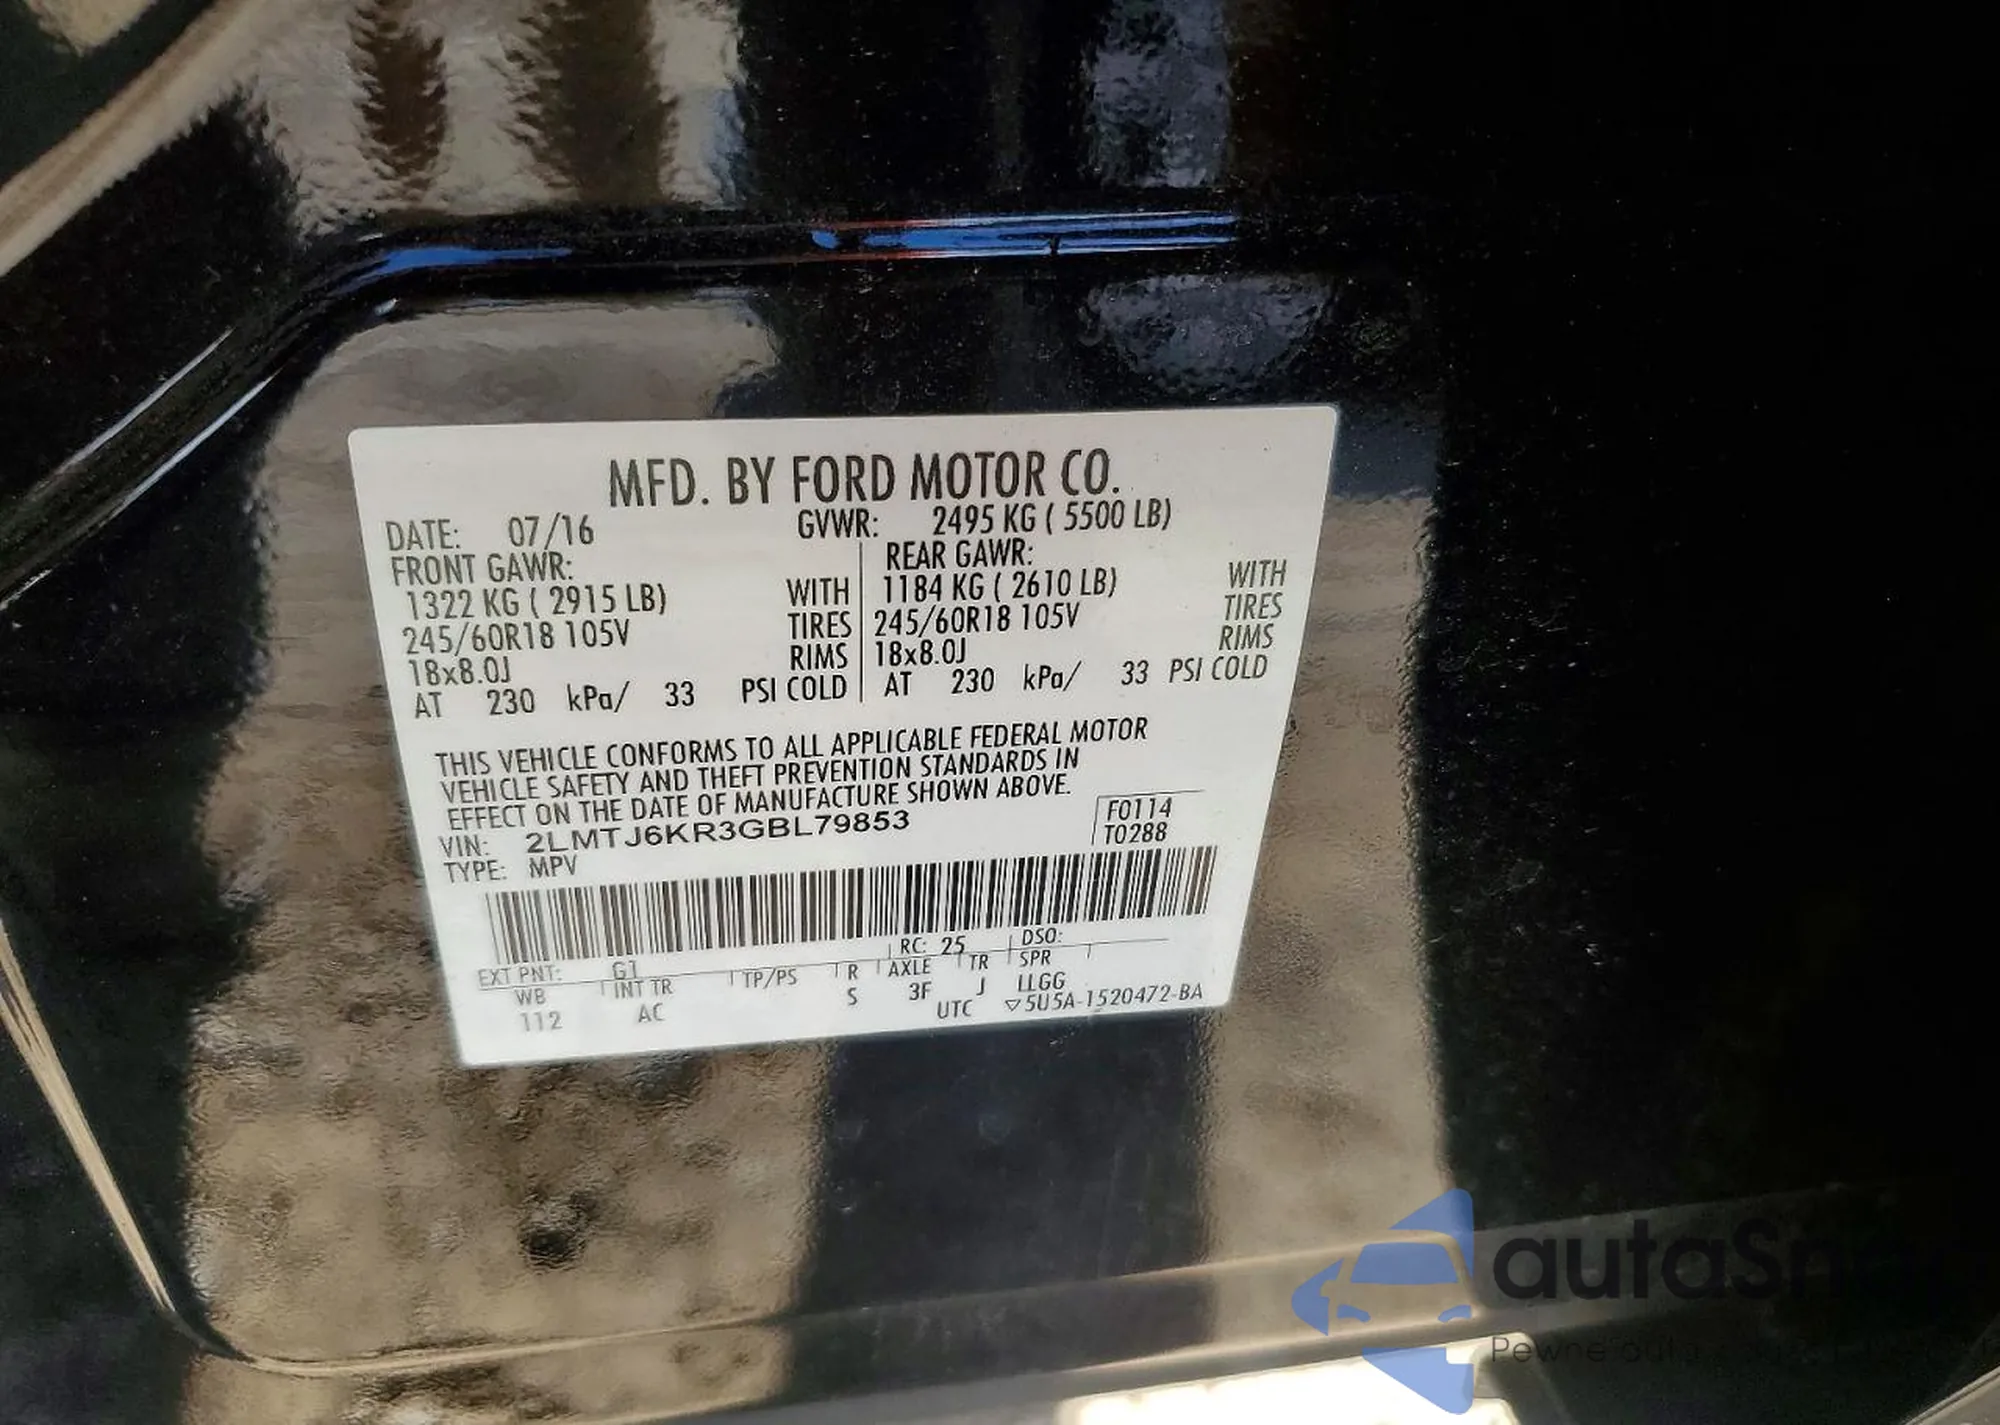 MFD. BY FORD MOTOR CO.
DATE: 07/16 GVWR: 2495 KG ( 5500 LB)
FRONT GAWR: REAR GAWR:
1322 KG ( 2915 LB) WITH 1184 KG ( 2610 LB) WITH
245/60R18 105V TIRES 245/60R18 105V TIRES
18x8.0J RIMS 18x8.0J RIMS
AT 230 kPa/ 33 PSI COLD AT 230 kPa/ 33 PSI COLD
THIS VEHICLE CONFORMS TO ALL APPLICABLE FEDERAL MOTOR
VEHICLE SAFETY AND THEFT PREVENTION STANDARDS IN
EFFECT ON THE DATE OF MANUFACTURE SHOWN ABOVE.
VIN: 2LMTJ6KR3GBL79853 F0114
TYPE: MPV T0288
EXT PNT: G1 RC: 25 DSO:
WB INT TR TP/PS R AXLE TR SPR
112 AC S 3F J LLGG
UTC ▽5U5A-1520472-BA
autaSn
Pewne auto